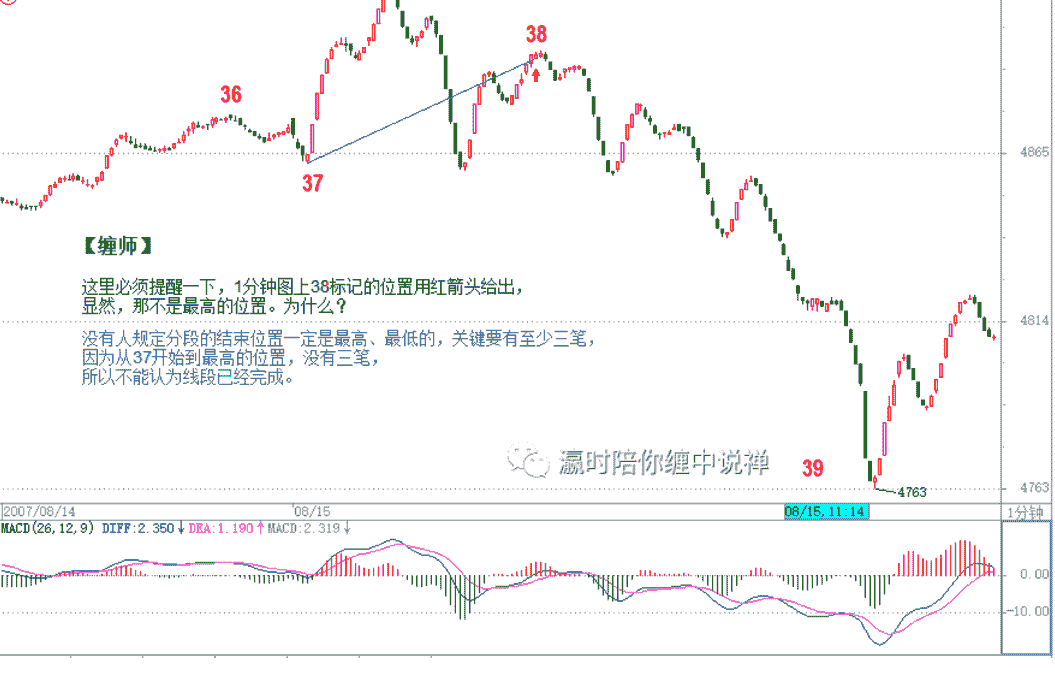 38
36
37
4865
【缠师】
这里必须提醒一下，1分钟图上38标记的位置用红箭头给出，
显然，那不是最高的位置。为什么？
没有人规定分段的结束位置一定是最高、最低的，关键要有至少三笔，
因为从37开始到最高的位置，没有三笔，
所以不能认为线段已经完成。
4814
瀛时陪你缠中说禅
39
4763
4763
2007/08/14
08/15
08/15,11:14
1分钟
MACD(26,12,9) DIFF:2.350↓ DEA:1.190↑ MACD:2.319↓
0.00
-10.00